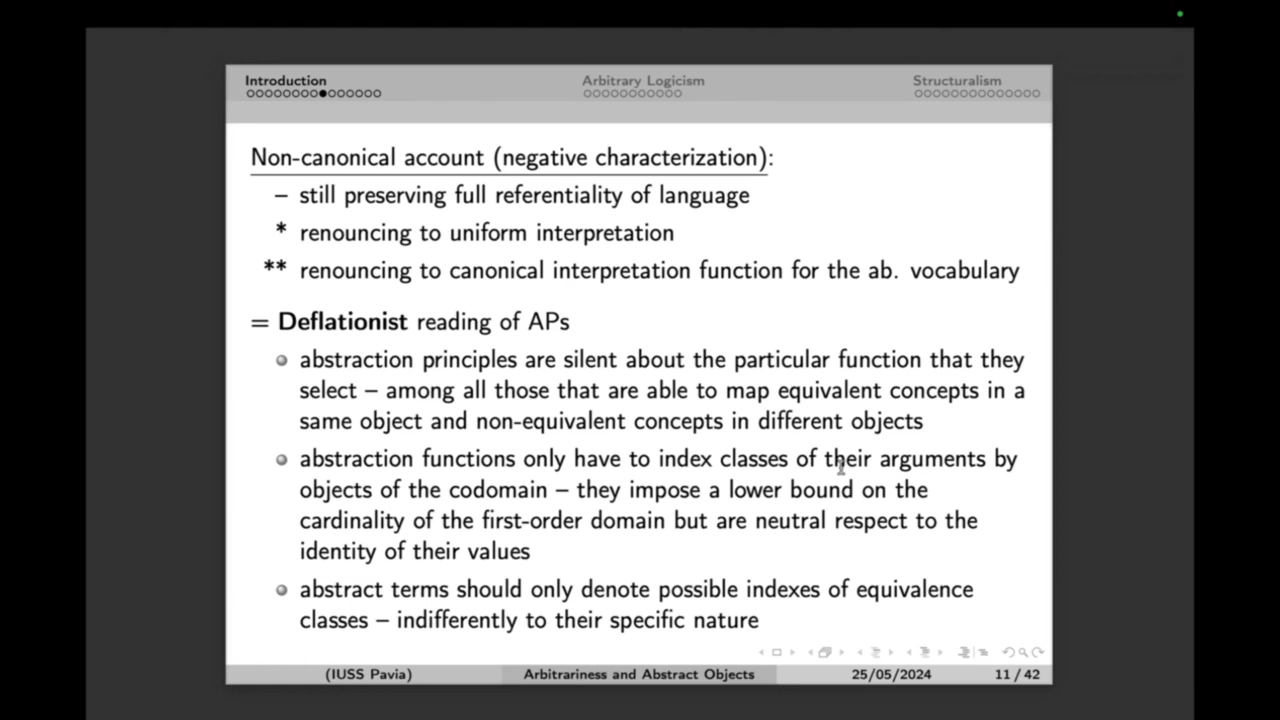 Introduction
Arbitrary Logicism
Structuralism
Non-canonical account (negative characterization):
– still preserving full referentiality of language
* renouncing to uniform interpretation
** renouncing to canonical interpretation function for the ab. vocabulary
= Deflationist reading of APs
abstraction principles are silent about the particular function that they
select – among all those that are able to map equivalent concepts in a
same object and non-equivalent concepts in different objects
abstraction functions only have to index classes of their arguments by
objects of the codomain – they impose a lower bound on the
cardinality of the first-order domain but are neutral respect to the
identity of their values
abstract terms should only denote possible indexes of equivalence
classes – indifferently to their specific nature
(IUSS Pavia)
Arbitrariness and Abstract Objects
25/05/2024
11 / 42